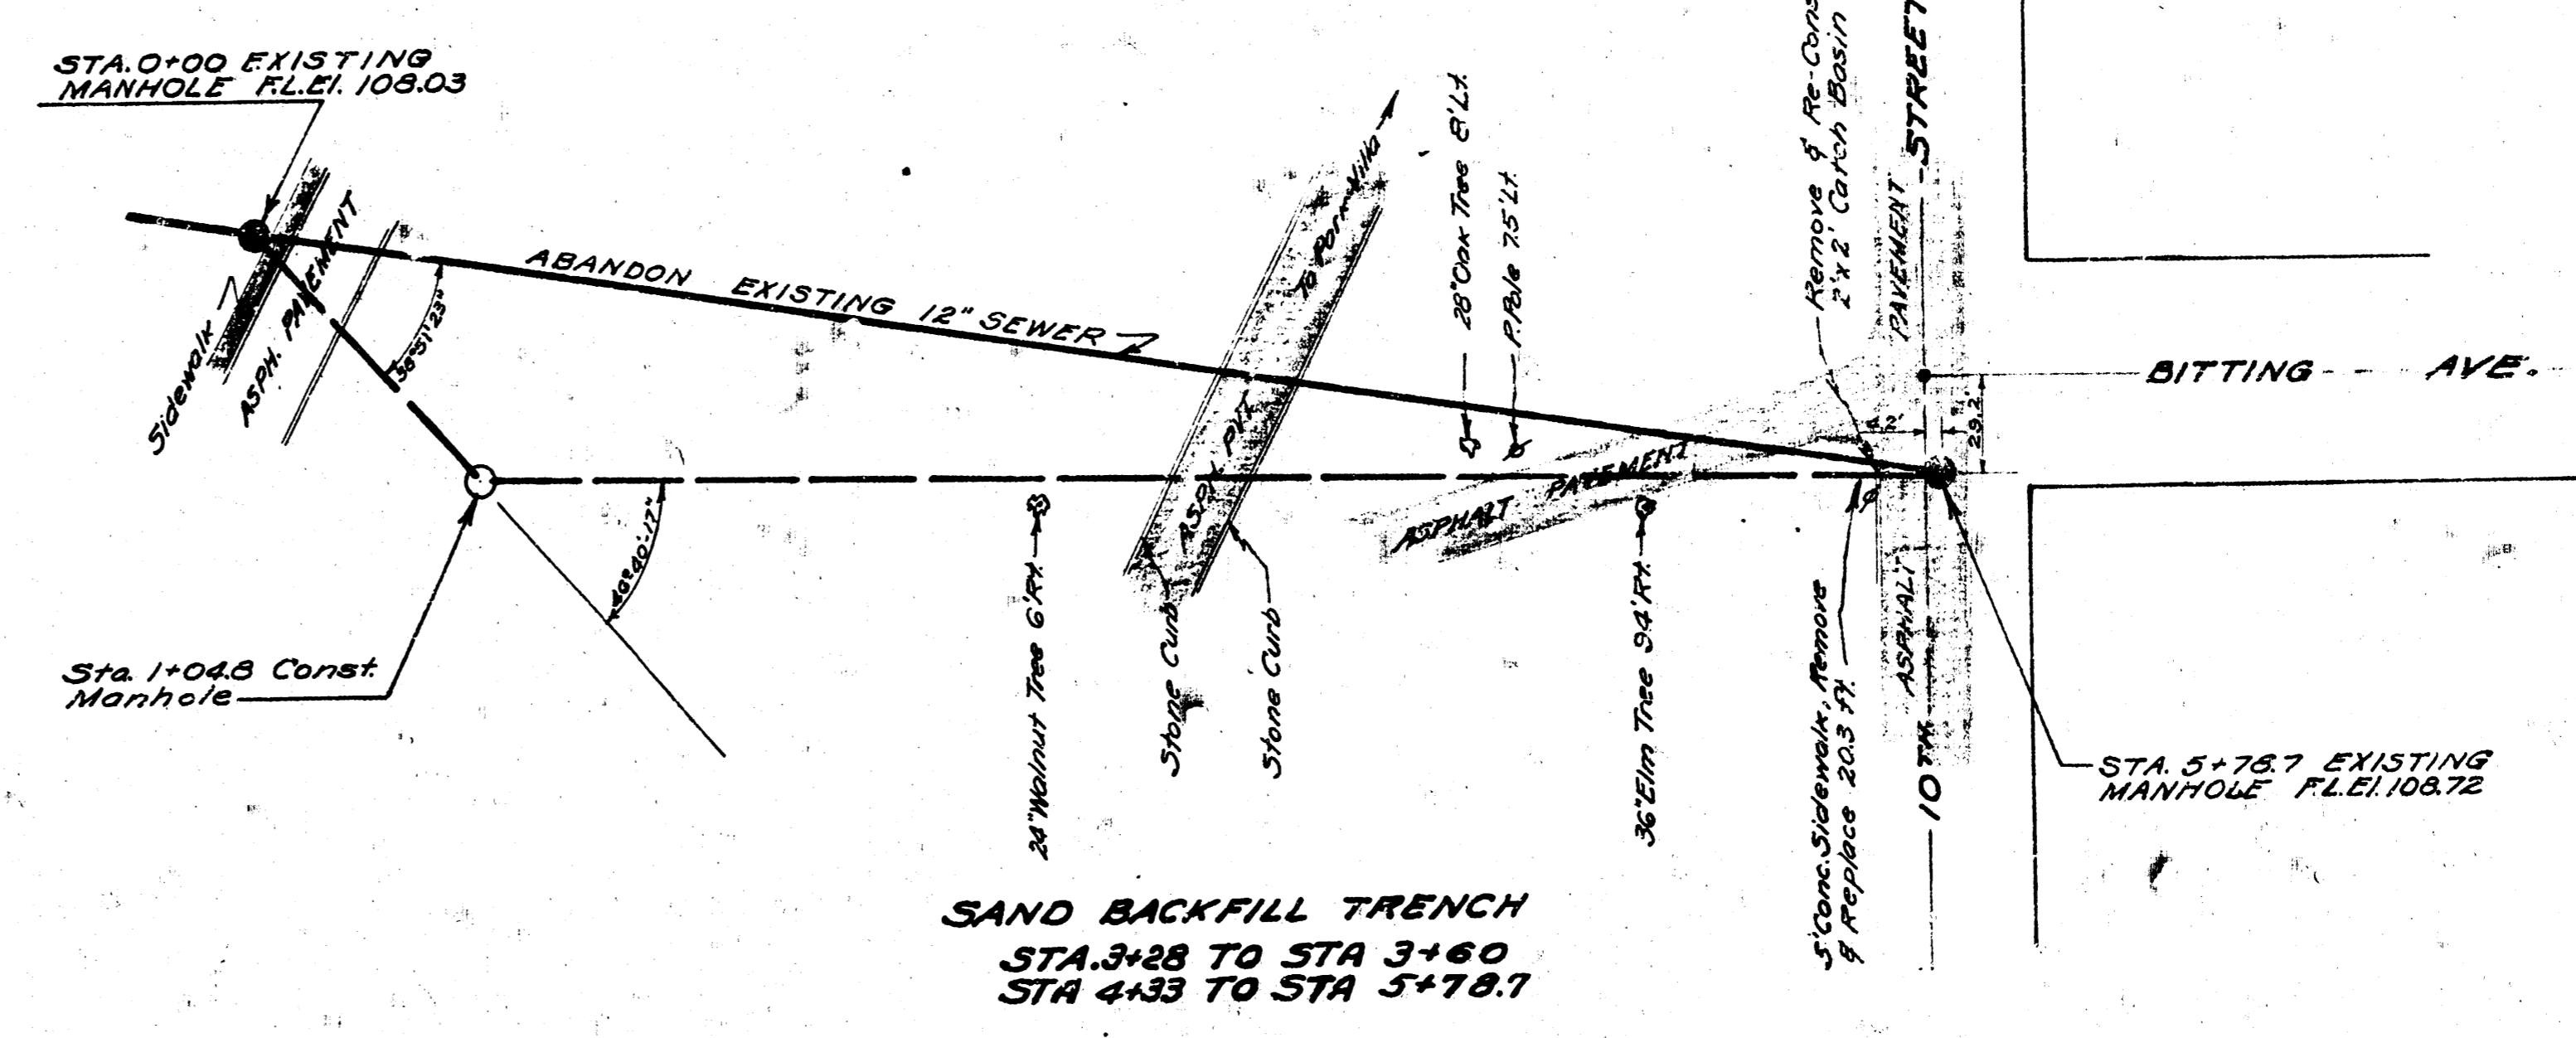 STA. 0+00 EXISTING
MANHOLE F.L.El. 108.03
Sidewalk
ASPH. PAVEMENT
38°51'23"
ABANDON EXISTING 12" SEWER
To Parm Villa
ASPH. PVT.
28" Oak Tree 8' Lt.
P. Pole 7.5' Lt.
Remove & Re-Cons
2'x2' Catch Basin
PAVEMENT
STREET
BITTING AVE.
29.2'
ASPHALT PAVEMENT
Sta. 1+04.8 Const.
Manhole
24" Walnut Tree 6' Rt.
Stone Curb
Stone Curb
36" Elm Tree 9.4' Rt.
5' Conc. Sidewalk, Remove
& Replace 20.3 ft.
ASPHALT
10TH
STA. 5+78.7 EXISTING
MANHOLE F.L.El. 108.72
SAND BACKFILL TRENCH
STA. 3+28 TO STA 3+60
STA 4+33 TO STA 5+78.7